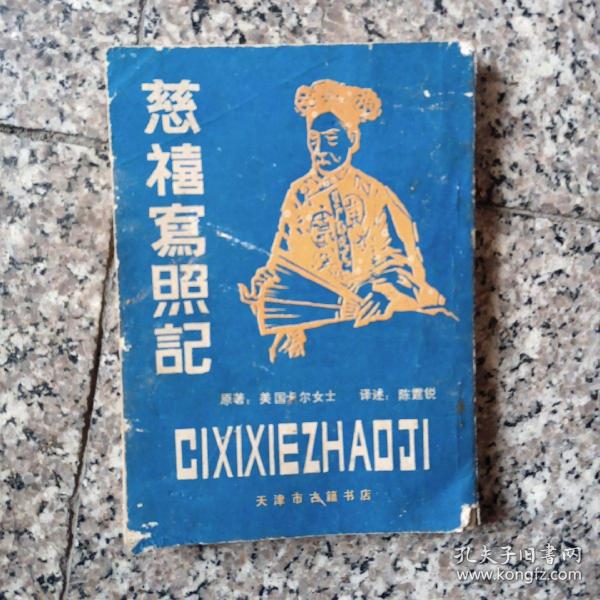 慈禧寫照記
原著：美国卡尔女士 译述：陈霆锐
CIXIXIEZHAOJI
天津市古籍书店
孔夫子旧书网
www.kongfz.com